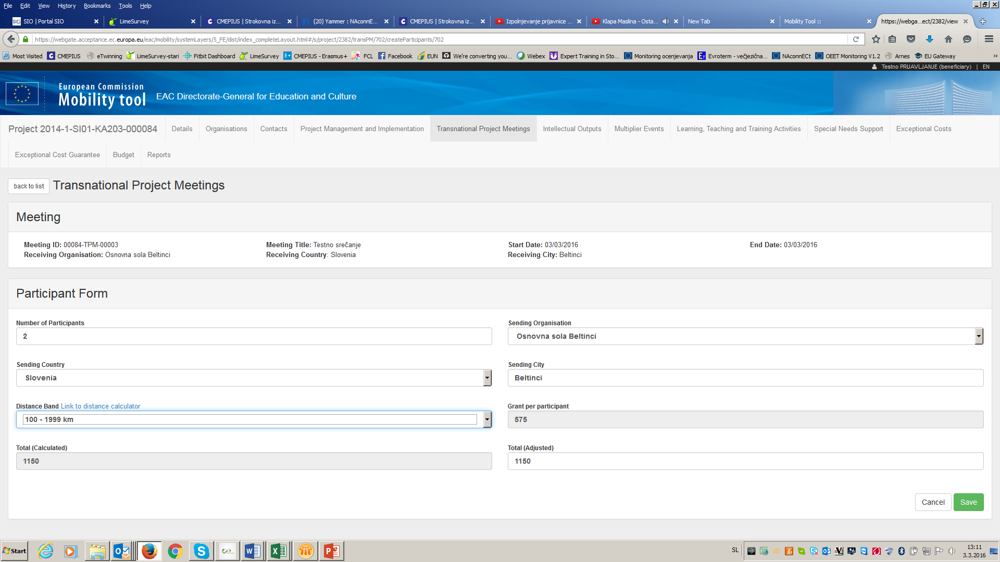 File Edit View History Bookmarks Tools Help
SIO | Portal SIO LimeSurvey CMEPIUS | Strokovna iz... (20) Yammer : NAconnE... CMEPIUS | Strokovna iz... Izpolnjevanje prijavnice ... Klapa Maslina - Osta... New Tab Mobility Tool :: https://webga...ect/2382/view
https://webgate.acceptance.ec.europa.eu/eac/mobility/systemLayers/5_FE/dist/index_completeLayout.html#/s/project/2382/transPM/702/createParticipants/702
Most Visited CMEPIUS eTwinning LimeSurvey-stari Fitbit Dashboard LimeSurvey CMEPIUS - Erasmus+ FCL Facebook EUN We're converting you... Webex Expert Training in Sto... Monitoring ocenjevanja Evroterm - večjezična... NAconnECt OEET Monitoring V1.2 Arnes EU Gateway
Testno PRIJAVLJANJE (beneficiary) | EN
European Commission
Mobility tool EAC Directorate-General for Education and Culture
Project 2014-1-SI01-KA203-000084 Details Organisations Contacts Project Management and Implementation Transnational Project Meetings Intellectual Outputs Multiplier Events Learning, Teaching and Training Activities Special Needs Support Exceptional Costs
Exceptional Cost Guarantee Budget Reports
back to list Transnational Project Meetings
Meeting
Meeting ID: 00084-TPM-00003 Meeting Title: Testno srečanje Start Date: 03/03/2016 End Date: 03/03/2016
Receiving Organisation: Osnovna sola Beltinci Receiving Country: Slovenia Receiving City: Beltinci
Participant Form
Number of Participants Sending Organisation
2 Osnovna sola Beltinci
Sending Country Sending City
Slovenia Beltinci
Distance Band Link to distance calculator Grant per participant
100 - 1999 km 575
Total (Calculated) Total (Adjusted)
1150 1150
Cancel Save
Start SL 13:11
3.3.2016